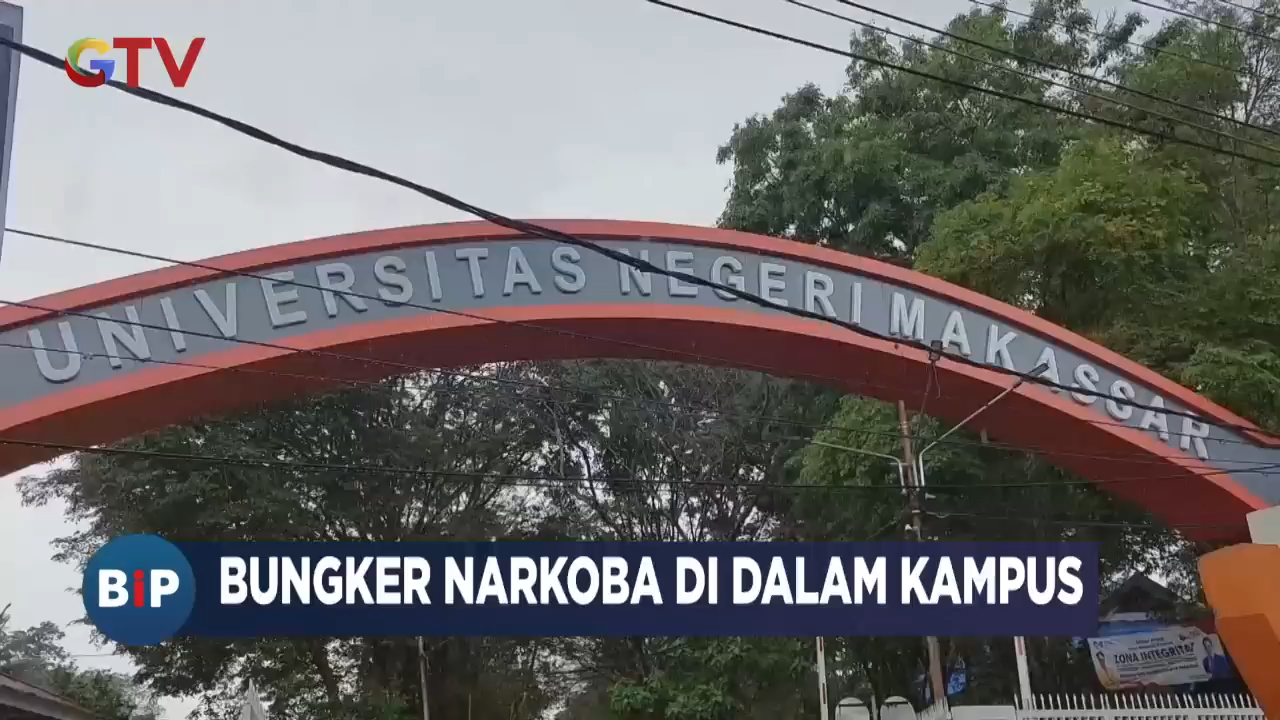 GTV
UNIVERSITAS NEGERI MAKASSAR
BiP
BUNGKER NARKOBA DI DALAM KAMPUS
ZONA INTEGRITAS